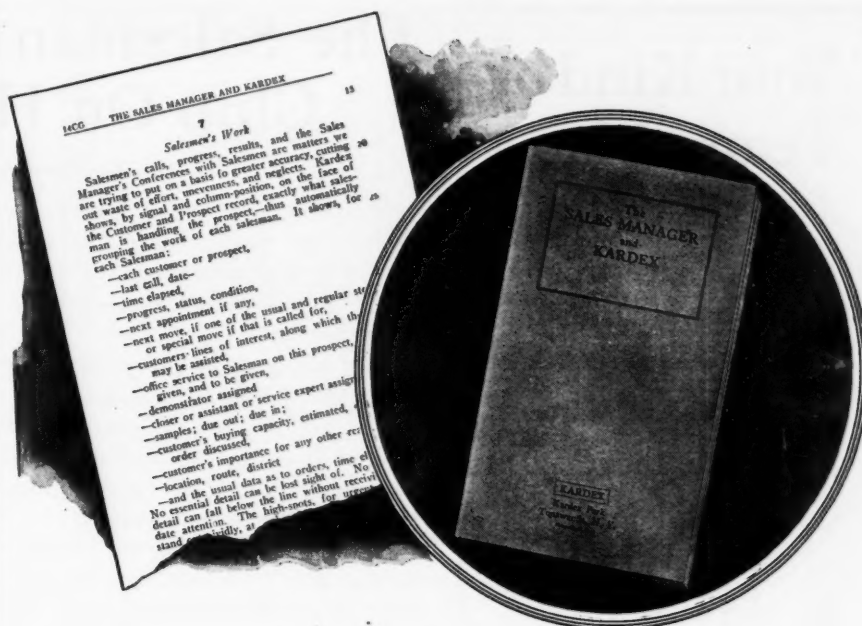 14CG THE SALES MANAGER AND KARDEX 13
7
Salesmen's Work
Salesmen's calls, progress, results, and the Sales
Manager's Conferences with Salesmen are matters we
are trying to put on a basis fo greater accuracy, cutting
out waste of effort, unevenness, and neglects. Kardex 20
shows, by signal and column-position, on the face of
the Customer and Prospect record, exactly what sales-
man is handling the prospect,—thus automatically
grouping the work of each salesman. It shows, for 25
each Salesman:
—each customer or prospect,
—last call, date—
—time elapsed,
—progress, status, condition,
—next appointment if any,
—next move, if one of the usual and regular
or special move if that is called for,
—customers' lines of interest, along which
may be assisted,
—office service to Salesman on this prospect,
given, and to be given,
—demonstrator assigned
—closer or assistant or service expert
—samples; due out; due in;
—customer's buying capacity, estimated,
order discussed,
—customer's importance for any other
—location, route, district
—and the usual data as to orders, time
No essential detail can be lost sight of. No
detail can fall below the line without
date attention. The high-spots, for
stand
The
SALES MANAGER
and
KARDEX
KARDEX
Kardex Park
Tonawanda, N. Y.